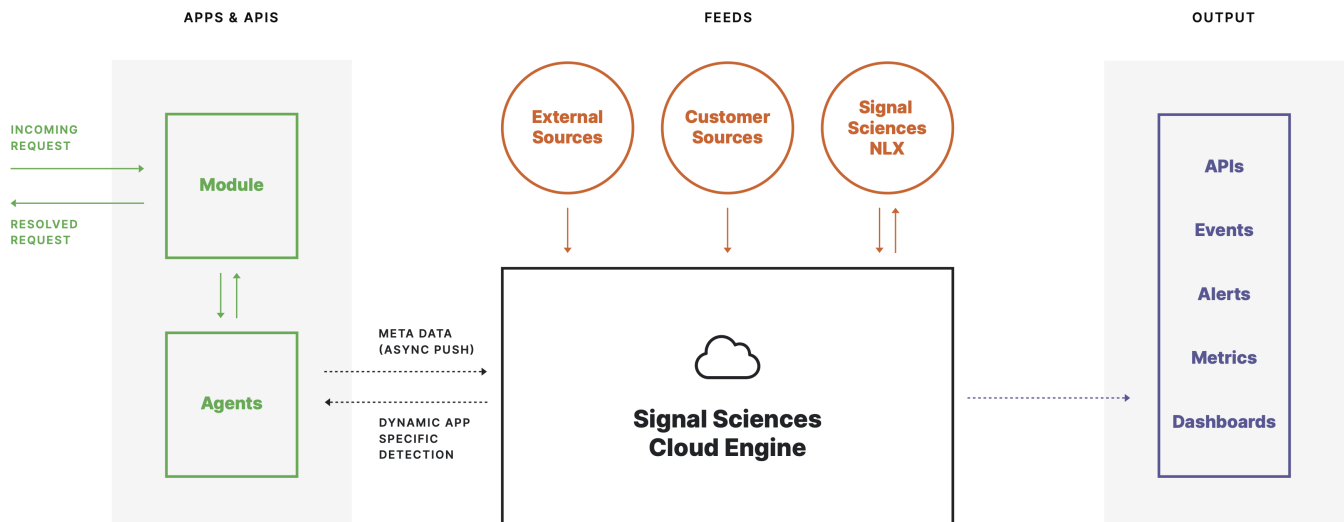 APPS & APIS
FEEDS
OUTPUT
INCOMING
REQUEST
RESOLVED
REQUEST
Module
Agents
META DATA
(ASYNC PUSH)
DYNAMIC APP
SPECIFIC
DETECTION
External
Sources
Customer
Sources
Signal
Sciences
NLX
Signal Sciences
Cloud Engine
APIs
Events
Alerts
Metrics
Dashboards